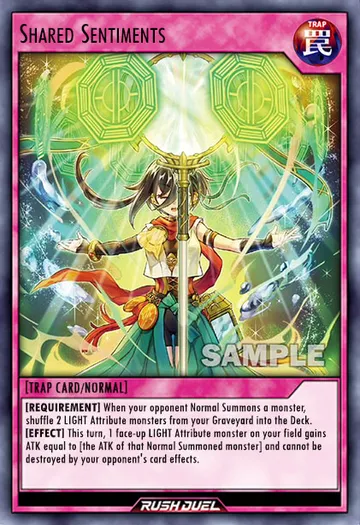 Shared Sentiments
TRAP
罠
SAMPLE
[TRAP CARD/NORMAL]
[REQUIREMENT] When your opponent Normal Summons a monster,
shuffle 2 LIGHT Attribute monsters from your Graveyard into the Deck.
[EFFECT] This turn, 1 face-up LIGHT Attribute monster on your field gains
ATK equal to [the ATK of that Normal Summoned monster] and cannot
be destroyed by your opponent's card effects.
RUSH DUEL